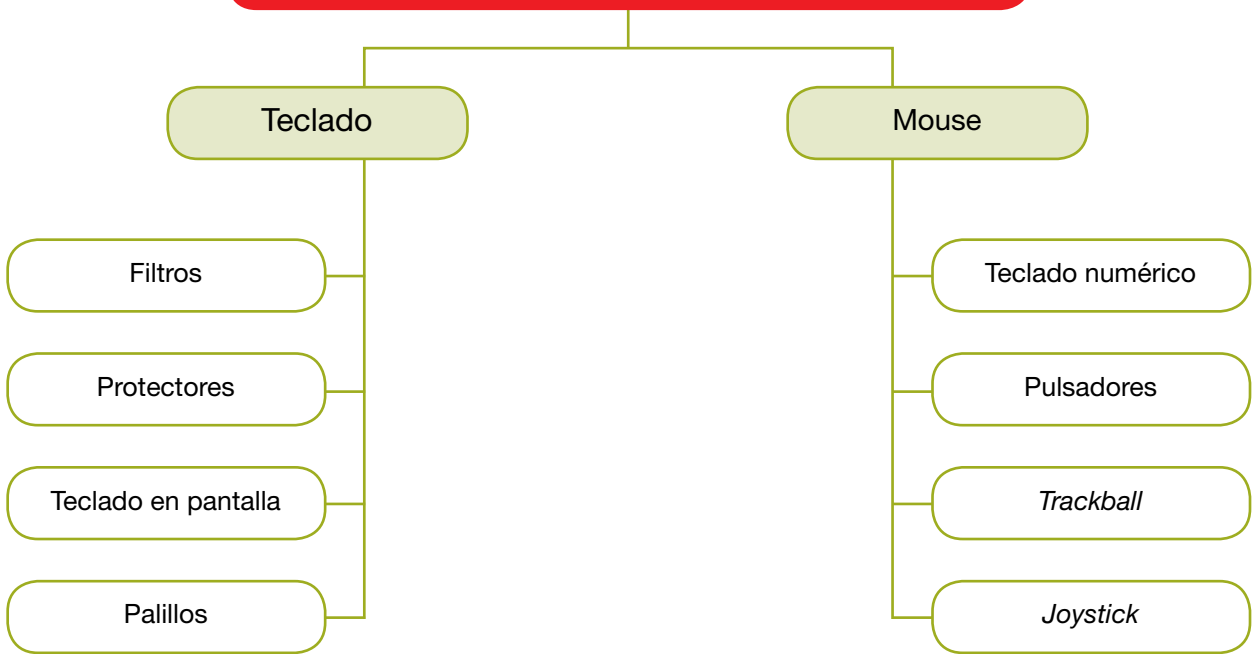 Teclado
Mouse
Filtros
Teclado numérico
Protectores
Pulsadores
Teclado en pantalla
Trackball
Palillos
Joystick